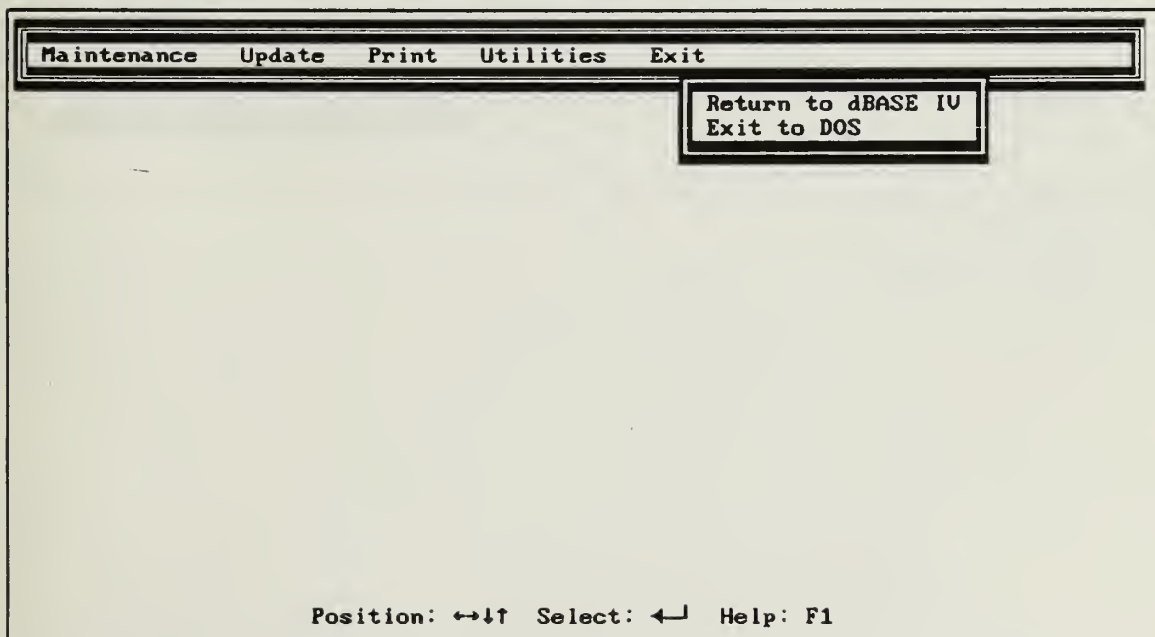 Maintenance Update Print Utilities Exit
Return to dBASE IV
Exit to DOS
Position: ↔↓↑ Select: ←┘ Help: F1